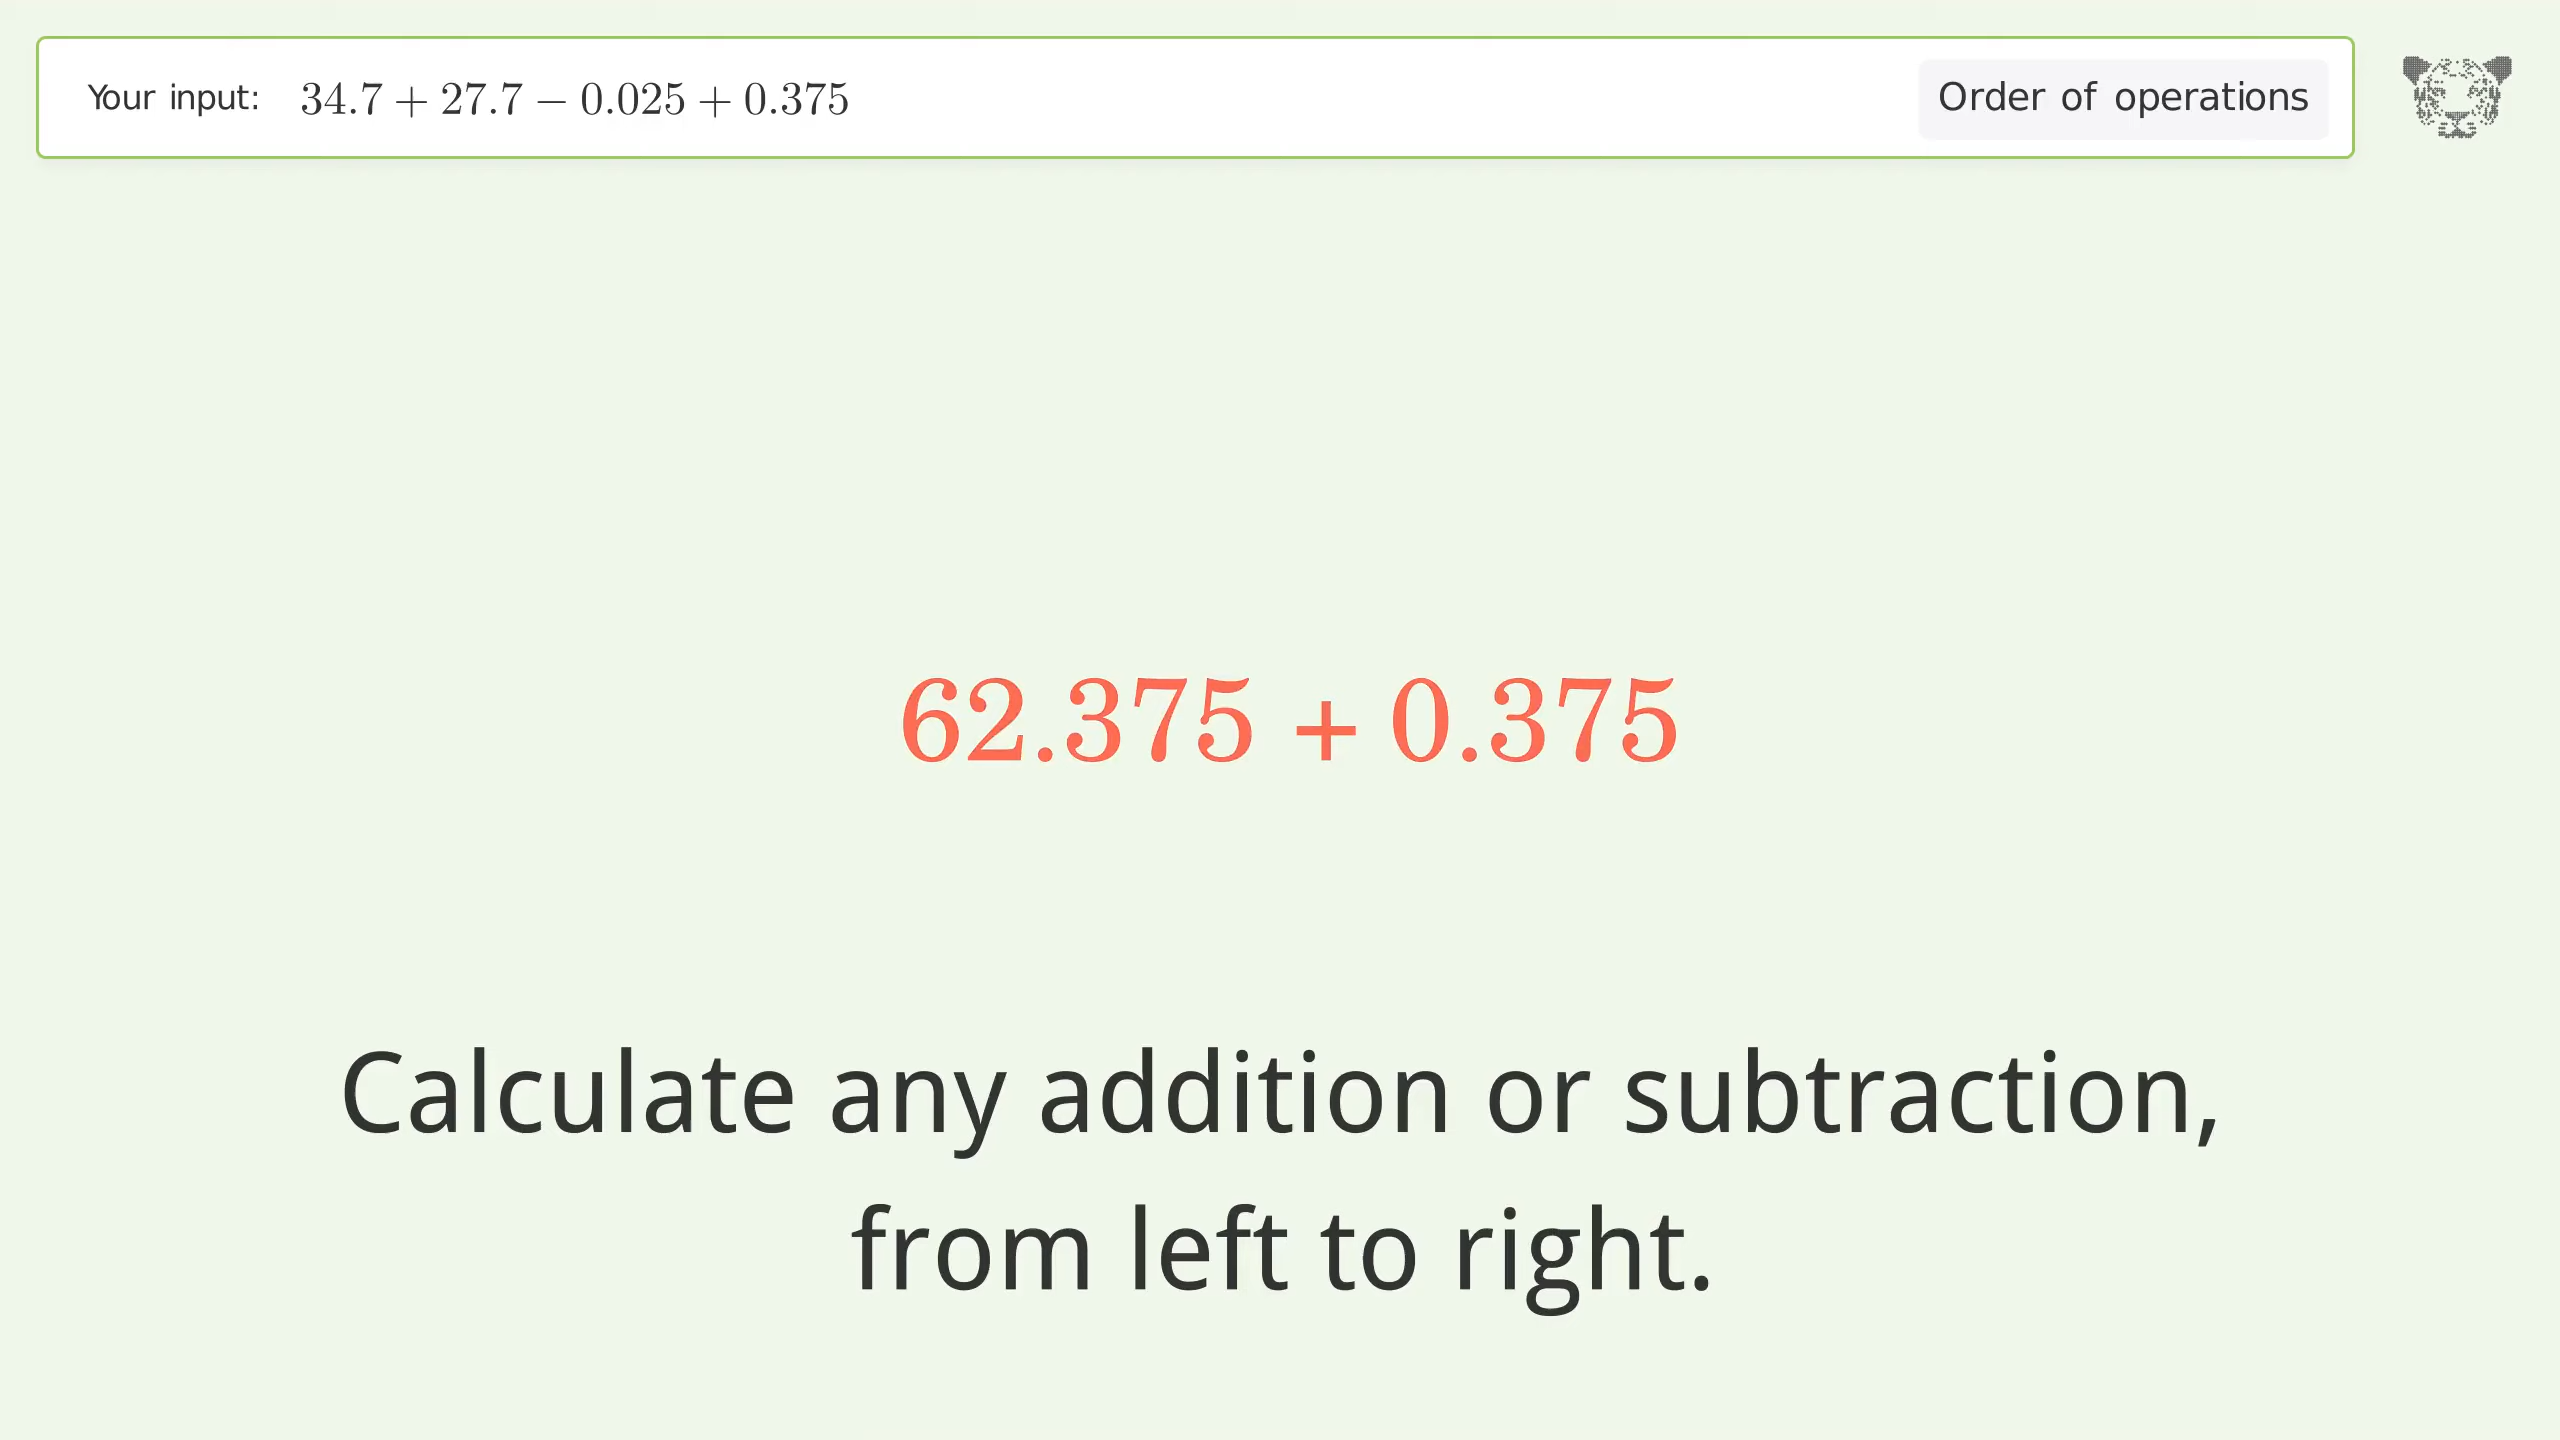 Your input: 34.7 + 27.7 − 0.025 + 0.375
Order of operations
62.375 + 0.375
Calculate any addition or subtraction,
from left to right.